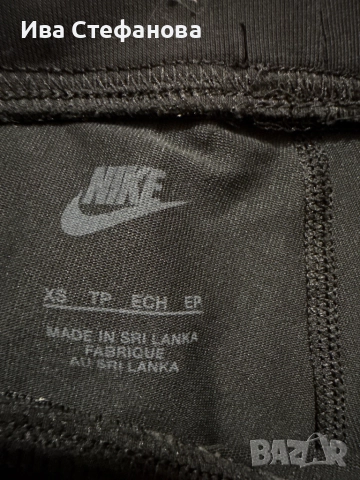 Ива Стефанова
NIKE
XS TP ECH EP
MADE IN SRI LANKA
FABRIQUE
AU SRI LANKA
BAZAR